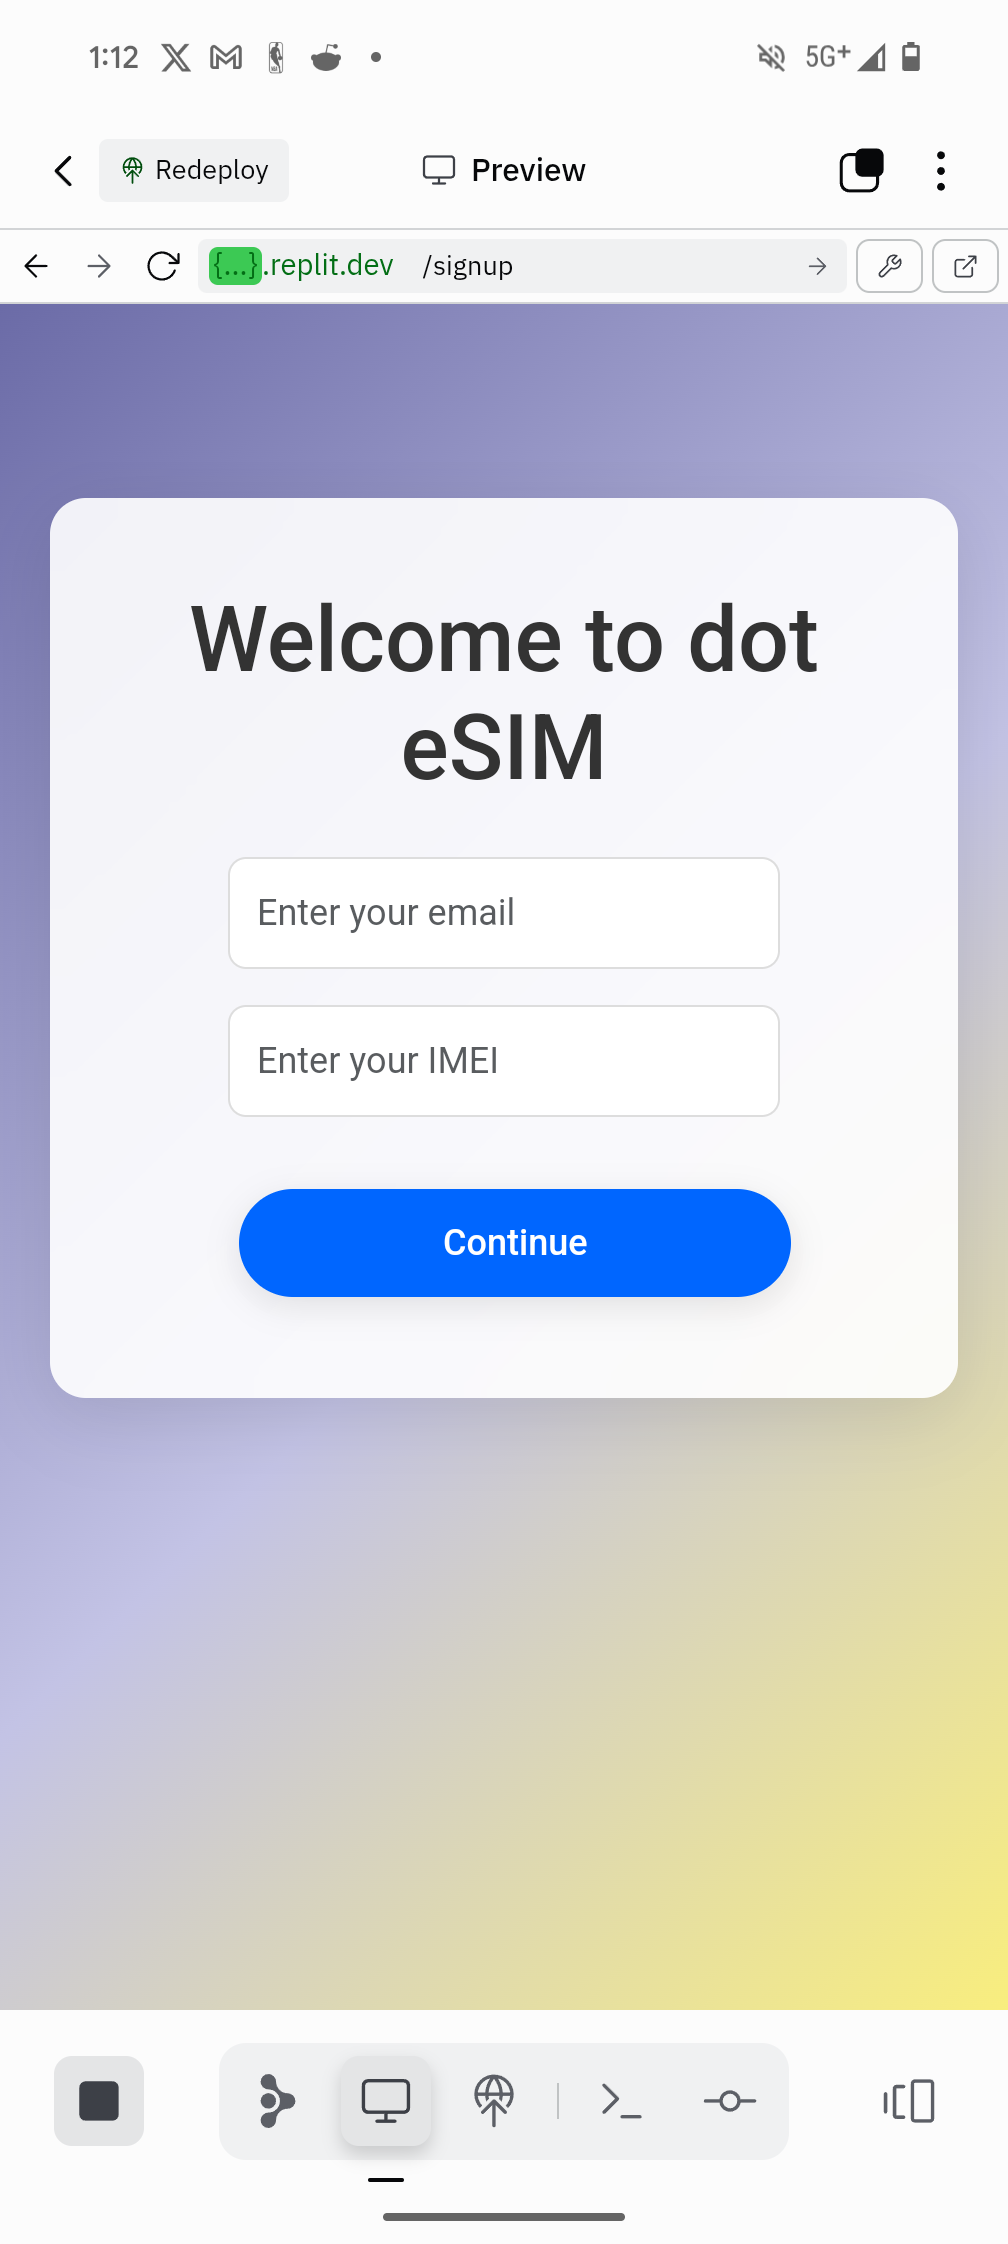 1:12
5G+
Redeploy
Preview
{...}.replit.dev /signup
Welcome to dot
eSIM
Enter your email
Enter your IMEI
Continue